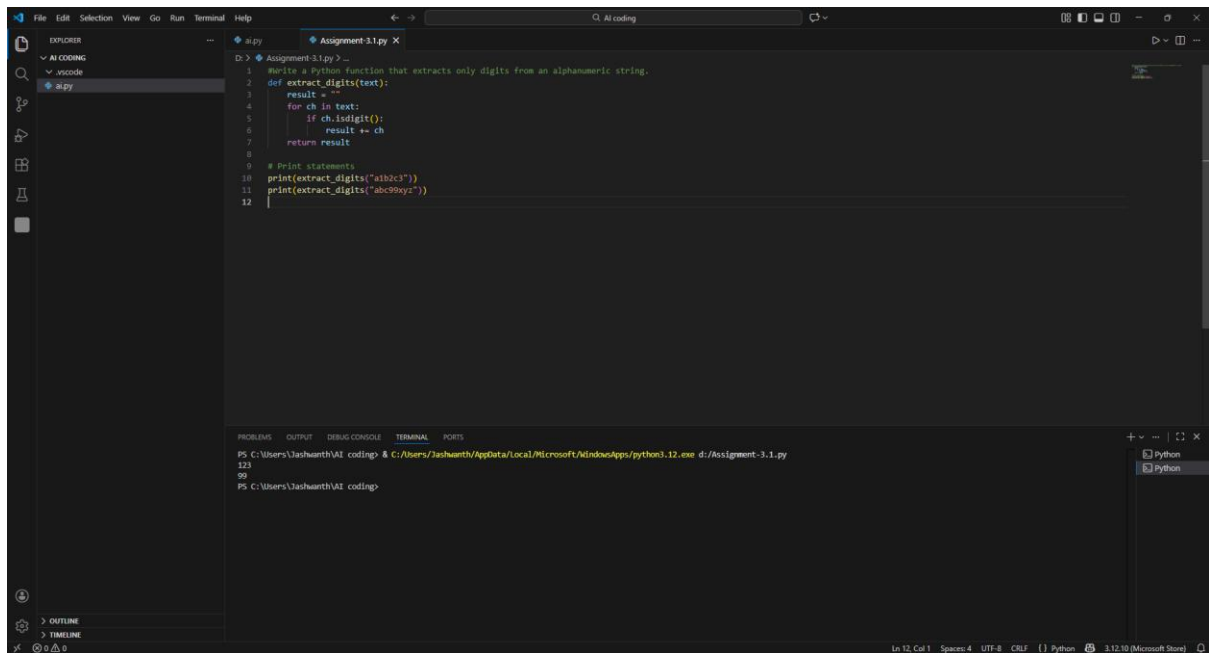 File Edit Selection View Go Run Terminal Help
AI coding
EXPLORER
AI CODING
.vscode
ai.py
ai.py
Assignment-3.1.py
D: > Assignment-3.1.py > ...
1 #Write a Python function that extracts only digits from an alphanumeric string.
2 def extract_digits(text):
3 result = ""
4 for ch in text:
5 if ch.isdigit():
6 result += ch
7 return result
8
9 # Print statements
10 print(extract_digits("a1b2c3"))
11 print(extract_digits("abc99xyz"))
12
PROBLEMS OUTPUT DEBUG CONSOLE TERMINAL PORTS
PS C:\Users\Jashwanth\AI coding> & C:/Users/Jashwanth/AppData/Local/Microsoft/WindowsApps/python3.12.exe d:/Assignment-3.1.py
123
99
PS C:\Users\Jashwanth\AI coding>
Python
Python
> OUTLINE
> TIMELINE
0 0
Ln 12, Col 1 Spaces: 4 UTF-8 CRLF {} Python 3.12.10 (Microsoft Store)